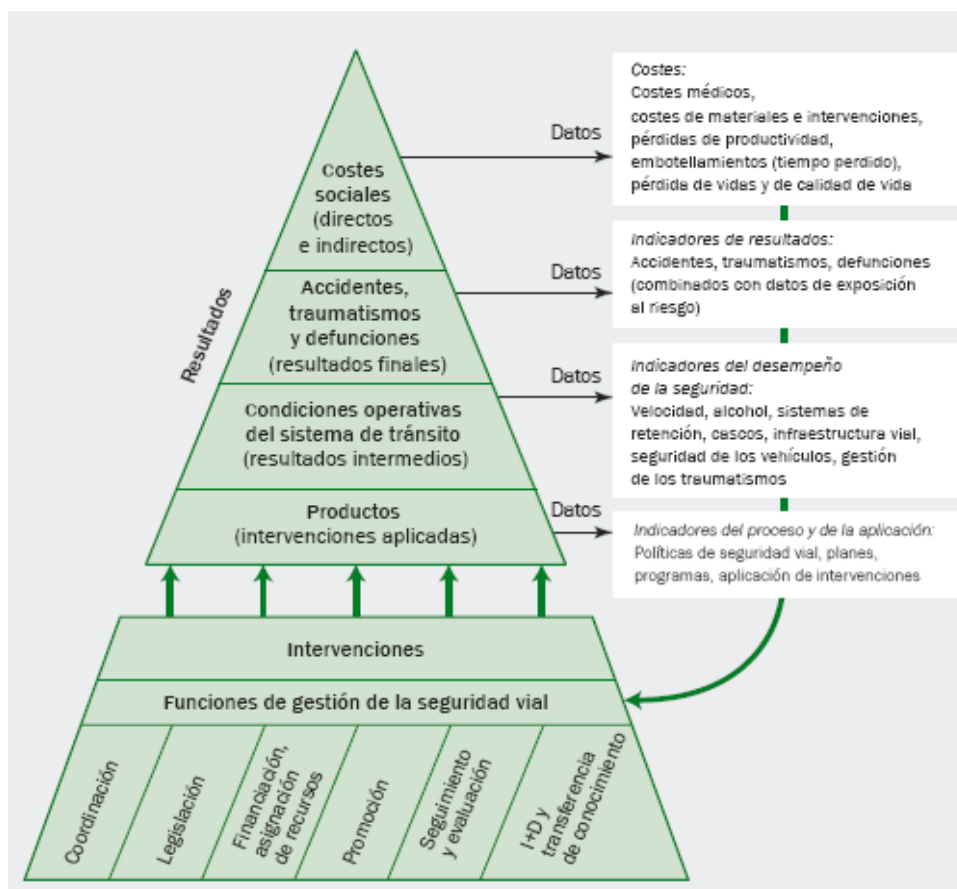 Costes
sociales
(directos
e indirectos)
Accidentes,
traumatismos
y defunciones
(resultados finales)
Condiciones operativas
del sistema de tránsito
(resultados intermedios)
Productos
(intervenciones aplicadas)
Resultados
Datos
Costes:
Costes médicos,
costes de materiales e intervenciones,
pérdidas de productividad,
embotellamientos (tiempo perdido),
pérdida de vidas y de calidad de vida
Datos
Indicadores de resultados:
Accidentes, traumatismos, defunciones
(combinados con datos de exposición
al riesgo)
Datos
Indicadores del desempeño
de la seguridad:
Velocidad, alcohol, sistemas de
retención, cascos, infraestructura vial,
seguridad de los vehículos, gestión
de los traumatismos
Datos
Indicadores del proceso y de la aplicación:
Políticas de seguridad vial, planes,
programas, aplicación de intervenciones
Intervenciones
Funciones de gestión de la seguridad vial
Coordinación
Legislación
Financiación,
asignación
de recursos
Promoción
Seguimiento
y evaluación
I+D y
transferencia
de conocimiento